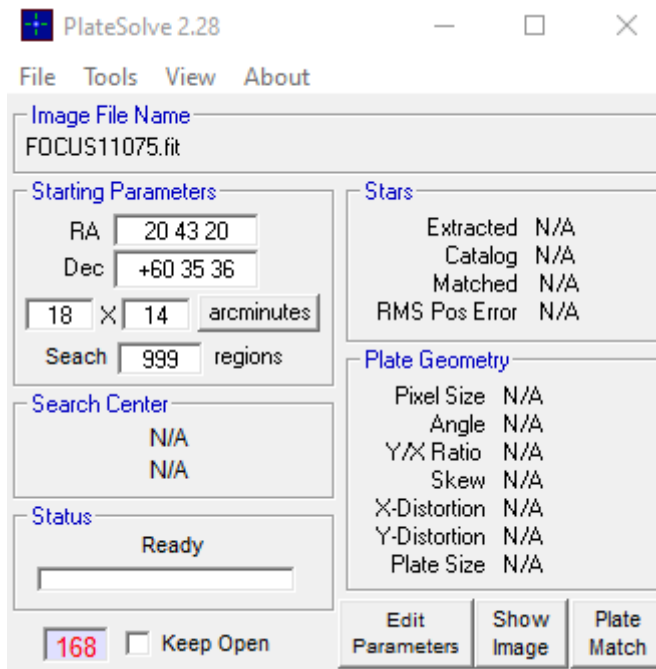 PlateSolve 2.28
File Tools View About
Image File Name
FOCUS11075.fit
Starting Parameters
RA 20 43 20
Dec +60 35 36
18 X 14 arcminutes
Seach 999 regions
Search Center
N/A
N/A
Status
Ready
168 Keep Open
Stars
Extracted N/A
Catalog N/A
Matched N/A
RMS Pos Error N/A
Plate Geometry
Pixel Size N/A
Angle N/A
Y/X Ratio N/A
Skew N/A
X-Distortion N/A
Y-Distortion N/A
Plate Size N/A
Edit Parameters
Show Image
Plate Match